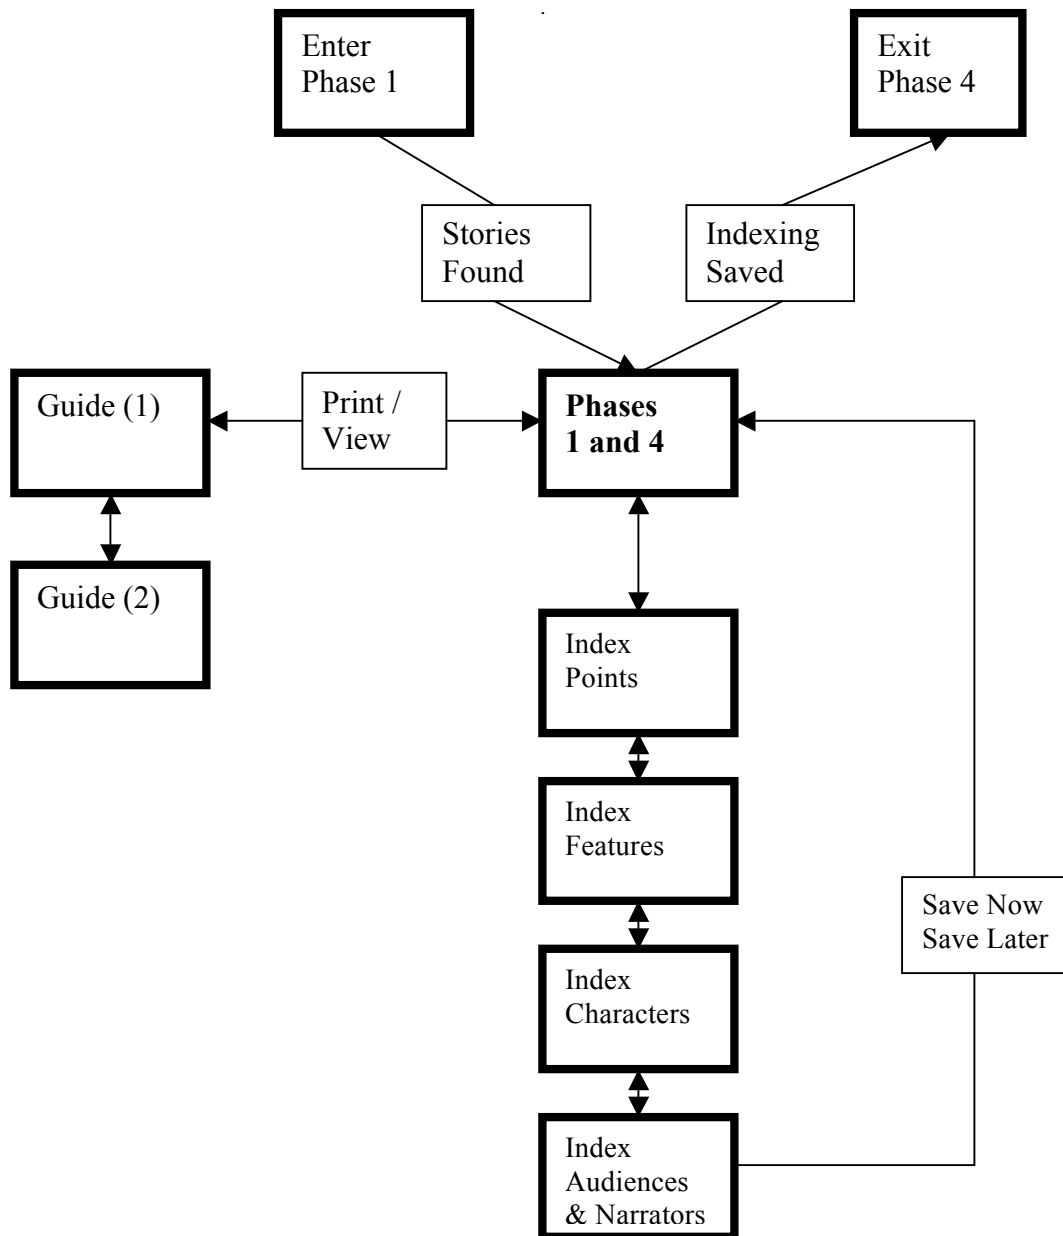 Enter
Phase 1
Exit
Phase 4
Stories
Found
Indexing
Saved
Guide (1)
Print /
View
Phases
1 and 4
Guide (2)
Index
Points
Index
Features
Save Now
Save Later
Index
Characters
Index
Audiences
& Narrators